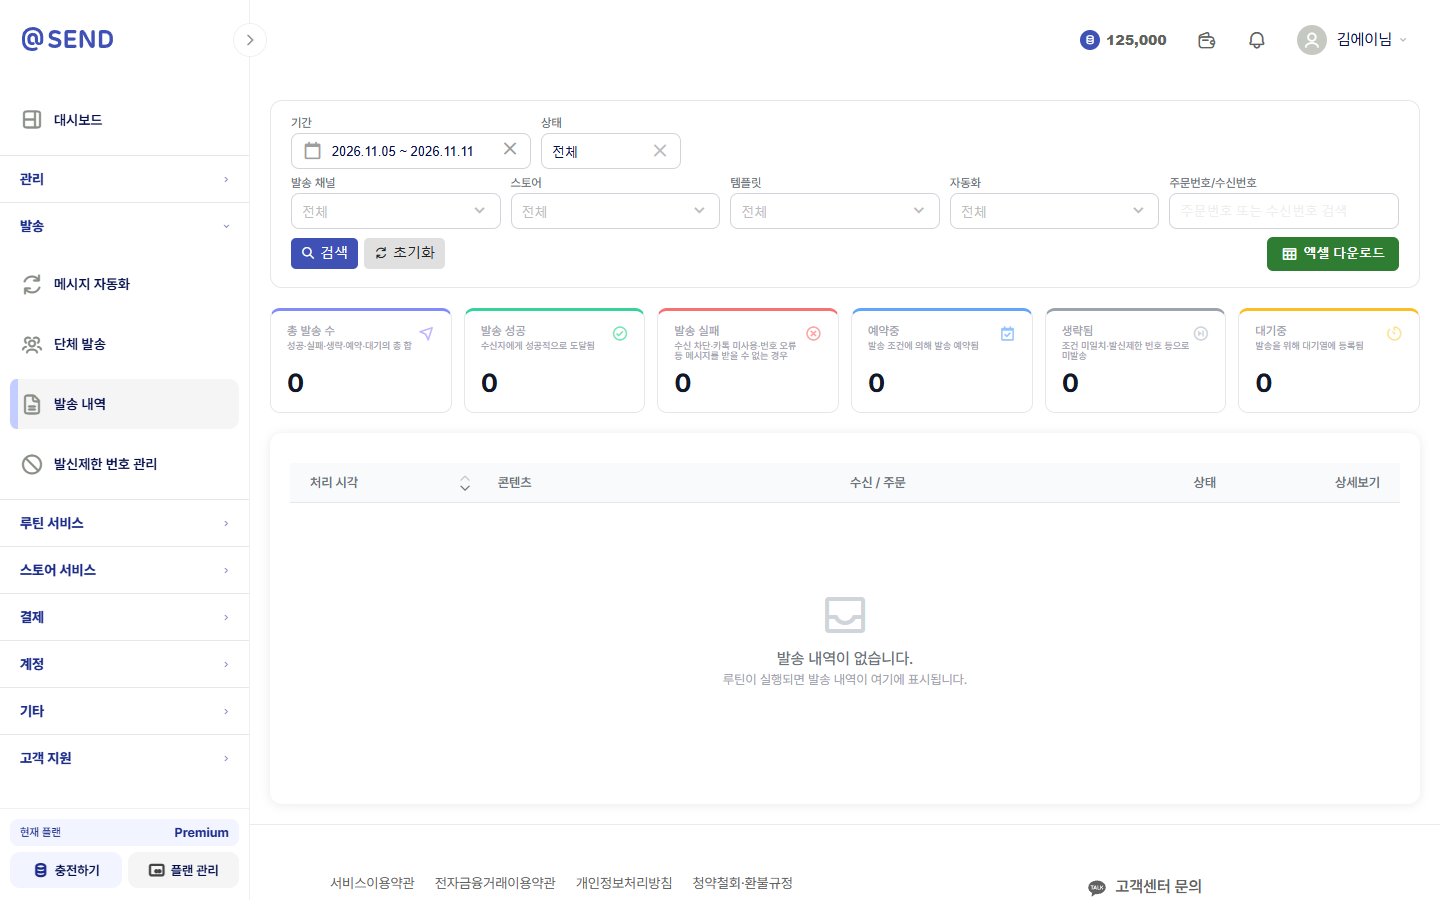 @SEND
125,000
김에이님
대시보드
관리
발송
메시지 자동화
단체 발송
발송 내역
발신제한 번호 관리
루틴 서비스
스토어 서비스
결제
계정
기타
고객 지원
현재 플랜 Premium
충전하기 플랜 관리
기간 상태
2026.11.05 ~ 2026.11.11 전체
발송 채널 스토어 템플릿 자동화 주문번호/수신번호
전체 전체 전체 전체 주문번호 또는 수신번호 검색
검색 초기화 엑셀 다운로드
총 발송 수
성공·실패·생략·예약·대기의 총 합
0
발송 성공
수신자에게 성공적으로 도달됨
0
발송 실패
수신 차단·카톡 미사용·번호 오류
등 메시지를 받을 수 없는 경우
0
예약중
발송 조건에 의해 발송 예약됨
0
생략됨
조건 미일치·발신제한 번호 등으로
미발송
0
대기중
발송을 위해 대기열에 등록됨
0
처리 시각 콘텐츠 수신 / 주문 상태 상세보기
발송 내역이 없습니다.
루틴이 실행되면 발송 내역이 여기에 표시됩니다.
서비스이용약관 전자금융거래이용약관 개인정보처리방침 청약철회·환불규정
TALK 고객센터 문의